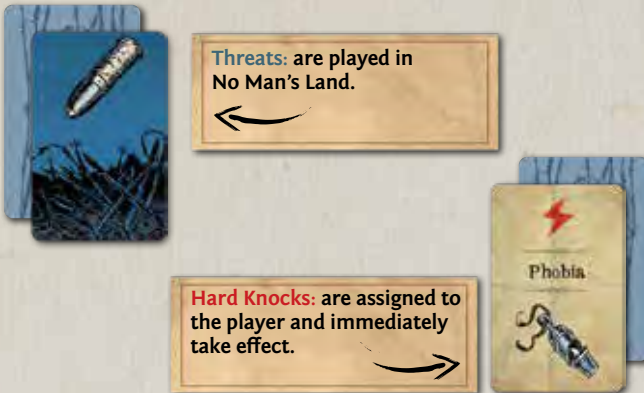 Threats: are played in
No Man's Land.
Phobia
Hard Knocks: are assigned to
the player and immediately
take effect.